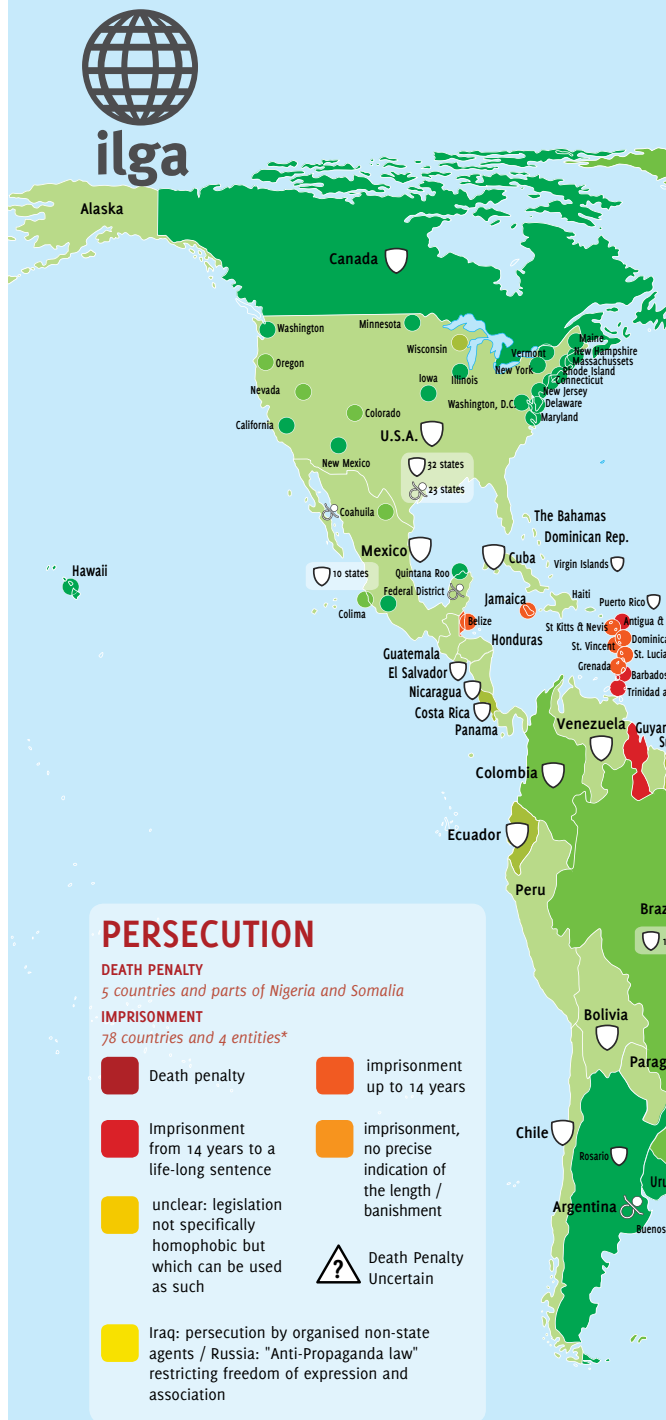 ilga
Alaska
Canada
Washington
Minnesota
Wisconsin
Maine
Vermont
New Hampshire
Massachussets
Oregon
New York
Rhode Island
Iowa
Illinois
Connecticut
Nevada
New Jersey
Washington, D.C.
Delaware
Colorado
Maryland
California
U.S.A.
New Mexico
32 states
23 states
Coahuila
The Bahamas
Dominican Rep.
Mexico
Cuba
Virgin Islands
Hawaii
10 states
Quintana Roo
Federal District
Haiti
Puerto Rico
Jamaica
Colima
Belize
St Kitts & Nevis
Antigua &
Honduras
Dominica
St. Vincent
St. Lucia
Guatemala
Grenada
El Salvador
Barbados
Nicaragua
Trinidad a
Costa Rica
Panama
Venezuela
Guyan
Colombia
Ecuador
Peru
Braz
Bolivia
Parag
Chile
Rosario
Uru
Argentina
Buenos
PERSECUTION
DEATH PENALTY
5 countries and parts of Nigeria and Somalia
IMPRISONMENT
78 countries and 4 entities*
Death penalty
imprisonment
up to 14 years
Imprisonment
from 14 years to a
life-long sentence
imprisonment,
no precise
indication of
the length /
banishment
unclear: legislation
not specifically
homophobic but
which can be used
as such
?
Death Penalty
Uncertain
Iraq: persecution by organised non-state
agents / Russia: "Anti-Propaganda law"
restricting freedom of expression and
association